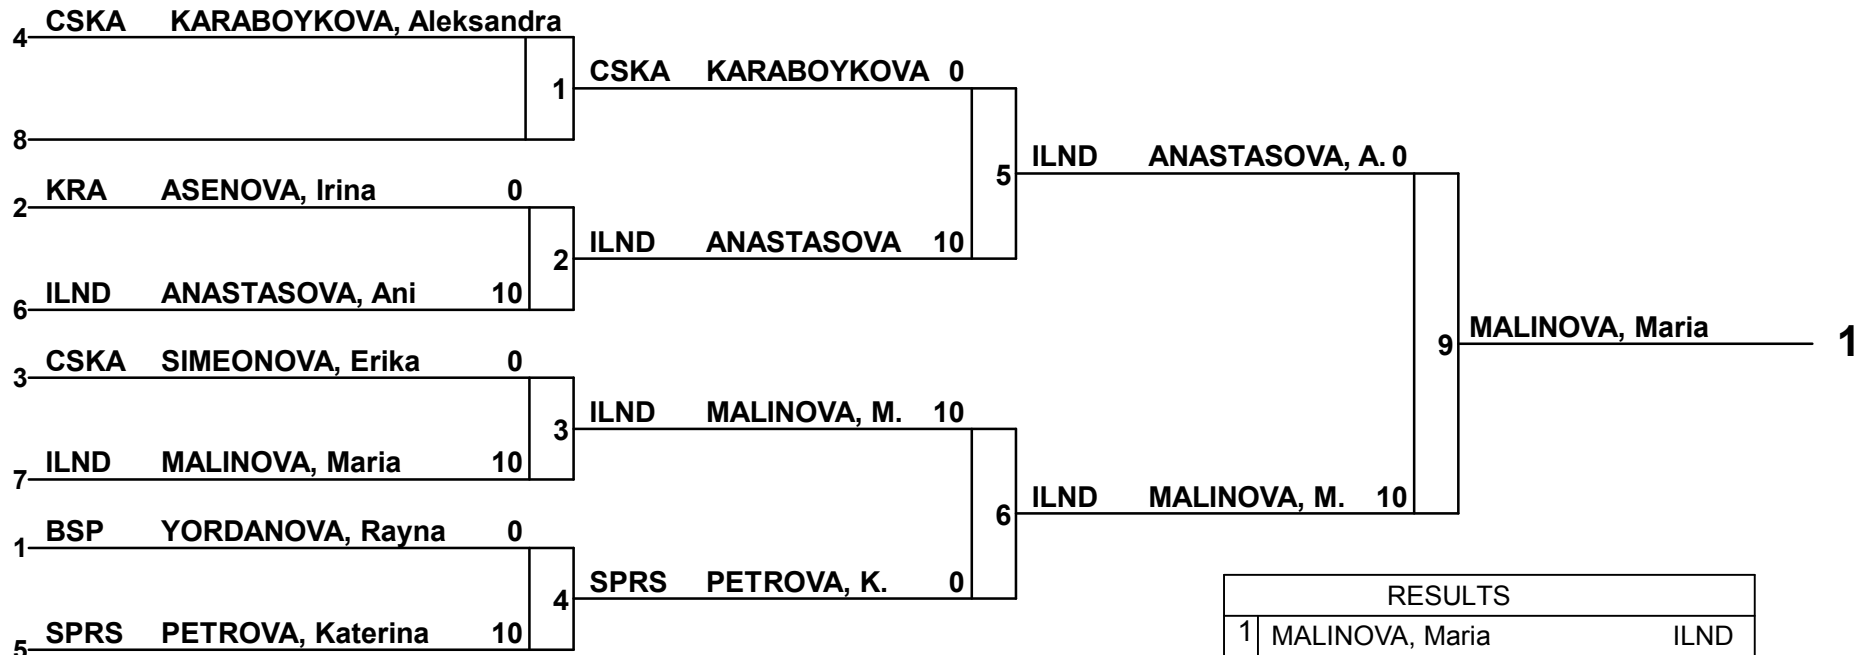 4 CSKA KARABOYKOVA, Aleksandra
1 CSKA KARABOYKOVA 0
8
5 ILND ANASTASOVA, A. 0
2 KRA ASENOVA, Irina 0
2 ILND ANASTASOVA 10
6 ILND ANASTASOVA, Ani 10
9 MALINOVA, Maria 1
3 CSKA SIMEONOVA, Erika 0
3 ILND MALINOVA, M. 10
7 ILND MALINOVA, Maria 10
6 ILND MALINOVA, M. 10
1 BSP YORDANOVA, Rayna 0
4 SPRS PETROVA, K. 0
5 SPRS PETROVA, Katerina 10
RESULTS
1 MALINOVA, Maria ILND